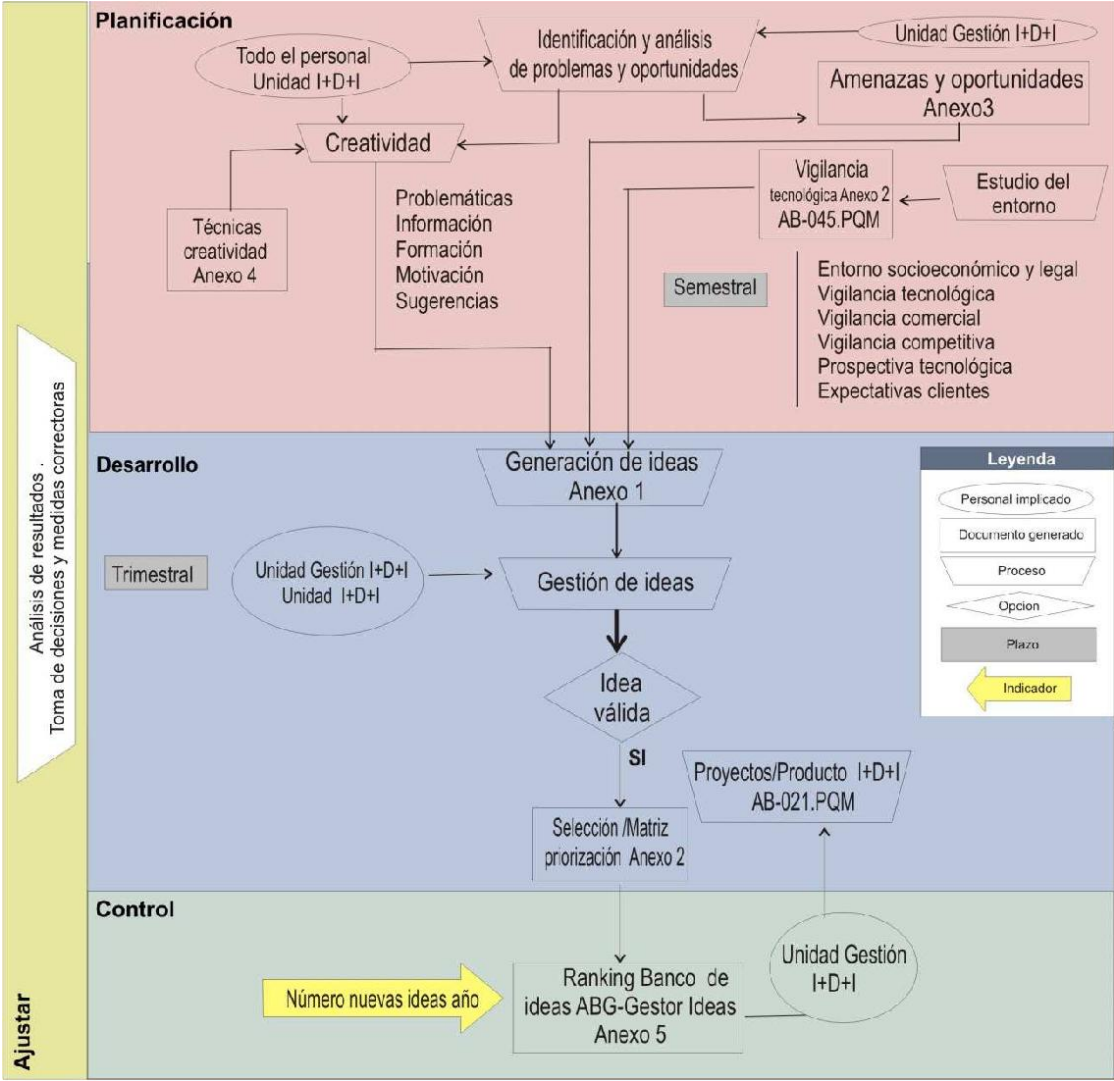 Planificación
Todo el personal
Unidad I+D+I
Identificación y análisis
de problemas y oportunidades
Unidad Gestión I+D+I
Amenazas y oportunidades
Anexo3
Creatividad
Técnicas
creatividad
Anexo 4
Problemáticas
Información
Formación
Motivación
Sugerencias
Vigilancia
tecnológica Anexo 2
AB-045.PQM
Estudio del
entorno
Semestral
Entorno socioeconómico y legal
Vigilancia tecnológica
Vigilancia comercial
Vigilancia competitiva
Prospectiva tecnológica
Expectativas clientes
Desarrollo
Generación de ideas
Anexo 1
Trimestral
Unidad Gestión I+D+I
Unidad I+D+I
Gestión de ideas
Idea
válida
SI
Selección /Matriz
priorización Anexo 2
Proyectos/Producto I+D+I
AB-021.PQM
Leyenda
Personal implicado
Documento generado
Proceso
Opcion
Plazo
Indicador
Control
Número nuevas ideas año
Ranking Banco de
ideas ABG-Gestor Ideas
Anexo 5
Unidad Gestión
I+D+I
Análisis de resultados .
Toma de decisiones y medidas correctoras
Ajustar